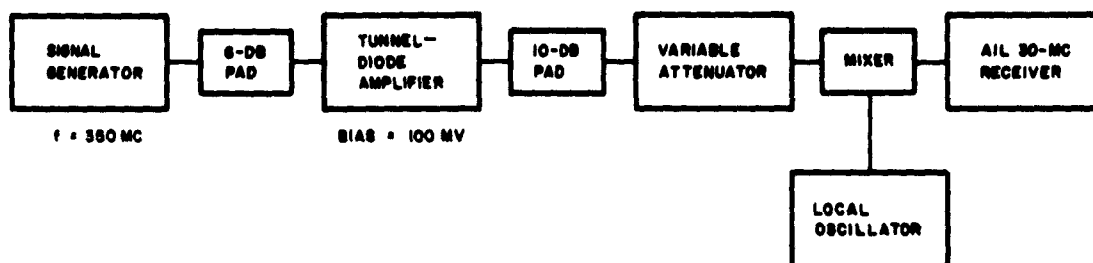 SIGNAL
GENERATOR
6-DB
PAD
TUNNEL-
DIODE
AMPLIFIER
10-DB
PAD
VARIABLE
ATTENUATOR
MIXER
AIL 30-MC
RECEIVER
f = 350 MC
BIAS = 100 MV
LOCAL
OSCILLATOR